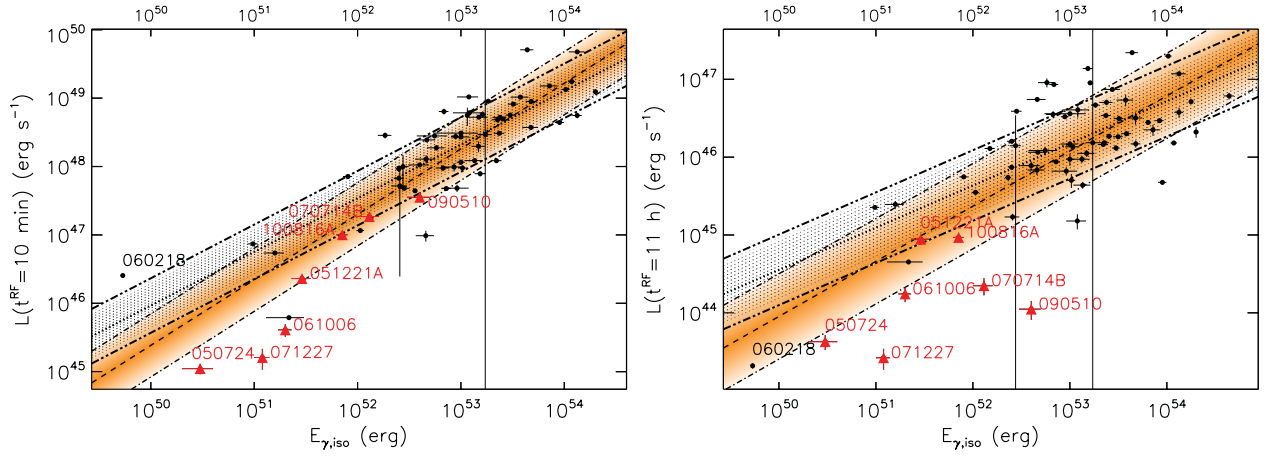 10^50 10^51 10^52 10^53 10^54
10^50
10^49
10^48
10^47
10^46
10^45
L(t^RF=10 min) (erg s^-1)
070714B
090510
100816A
060218
051221A
061006
050724
071227
10^50 10^51 10^52 10^53 10^54
E_γ,iso (erg)
10^50 10^51 10^52 10^53 10^54
10^47
10^46
10^45
10^44
L(t^RF=11 h) (erg s^-1)
051221A
100816A
061006
070714B
090510
050724
060218
071227
10^50 10^51 10^52 10^53 10^54
E_γ,iso (erg)